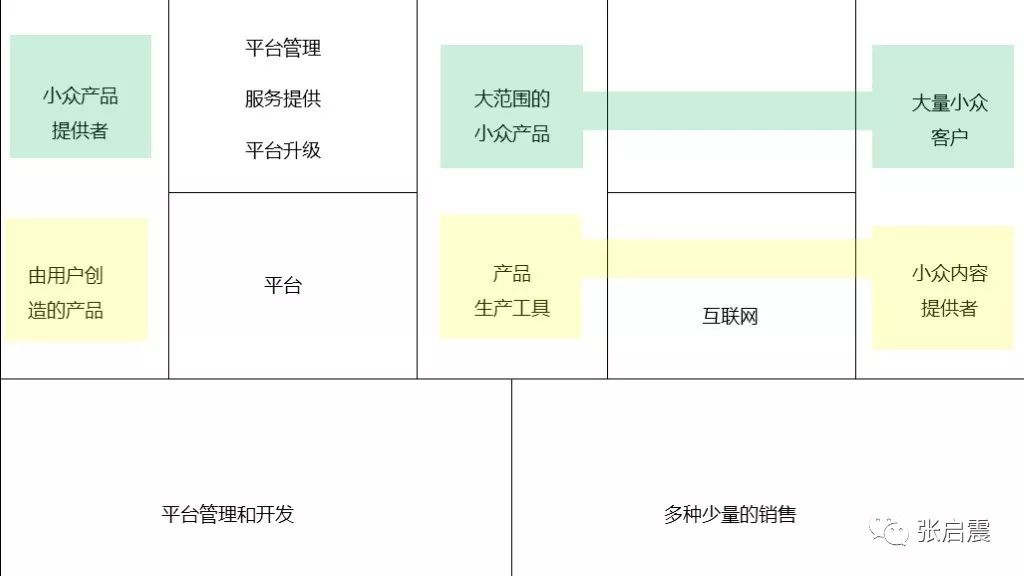 小众产品
提供者
平台管理
服务提供
平台升级
大范围的
小众产品
大量小众
客户
由用户创
造的产品
平台
产品
生产工具
互联网
小众内容
提供者
平台管理和开发
多种少量的销售
张启震